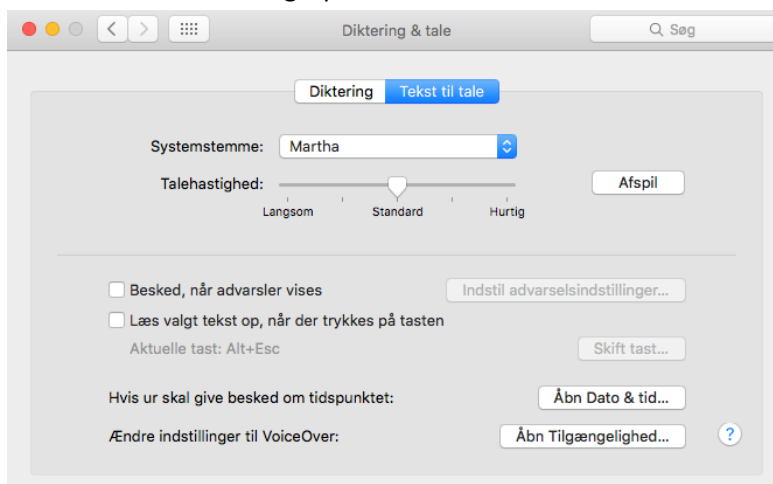 Diktering & tale
Søg
Diktering Tekst til tale
Systemstemme: Martha
Talehastighed:
Afspil
Langsom Standard Hurtig
Besked, når advarsler vises Indstil advarselsindstillinger...
Læs valgt tekst op, når der trykkes på tasten
Aktuelle tast: Alt+Esc Skift tast...
Hvis ur skal give besked om tidspunktet: Åbn Dato & tid...
Ændre indstillinger til VoiceOver: Åbn Tilgængelighed... ?